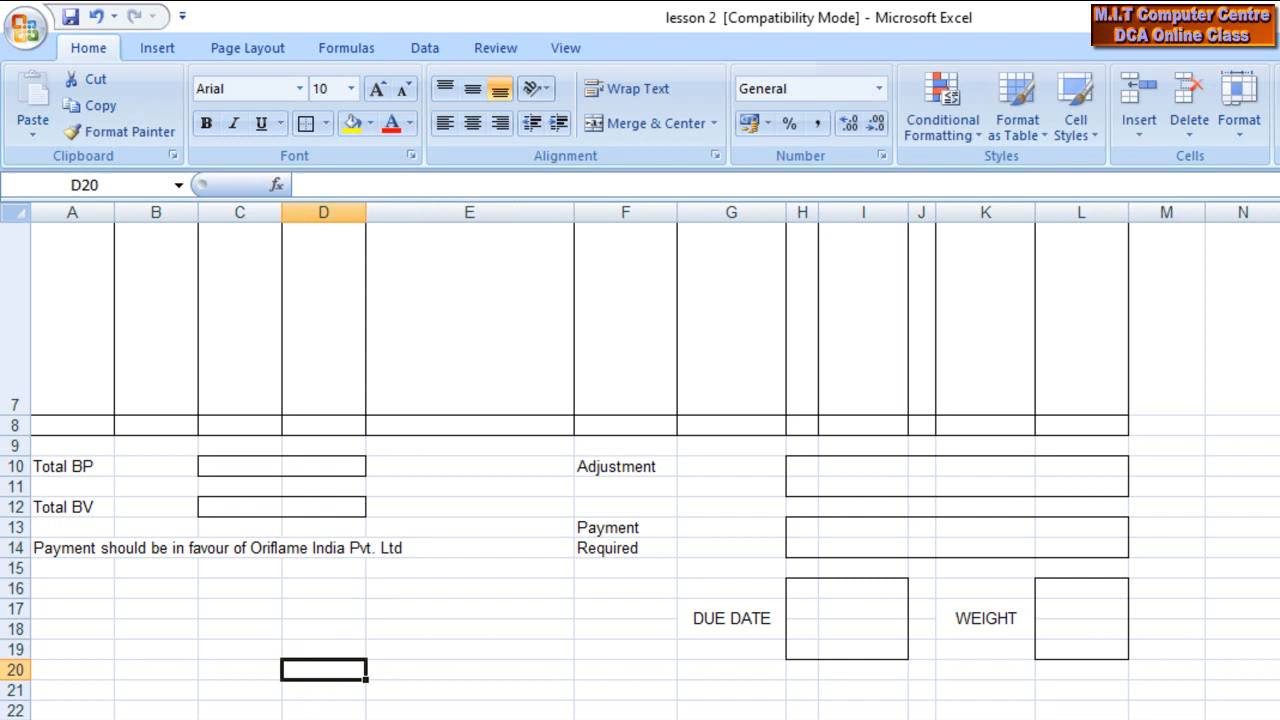 lesson 2 [Compatibility Mode] - Microsoft Excel
M.I.T Computer Centre
DCA Online Class
Home Insert Page Layout Formulas Data Review View
Paste
Cut
Copy
Format Painter
Clipboard
Arial 10 A A
B I U A
Font
Wrap Text
Merge & Center
Alignment
General
% , .00 .00
Number
Conditional Formatting
Format as Table
Cell Styles
Styles
Insert Delete Format
Cells
D20 fx
A B C D E F G H I J K L M N
7
8
9
10 Total BP Adjustment
11
12 Total BV
13 Payment
14 Payment should be in favour of Oriflame India Pvt. Ltd Required
15
16
17
DUE DATE WEIGHT
18
19
20
21
22